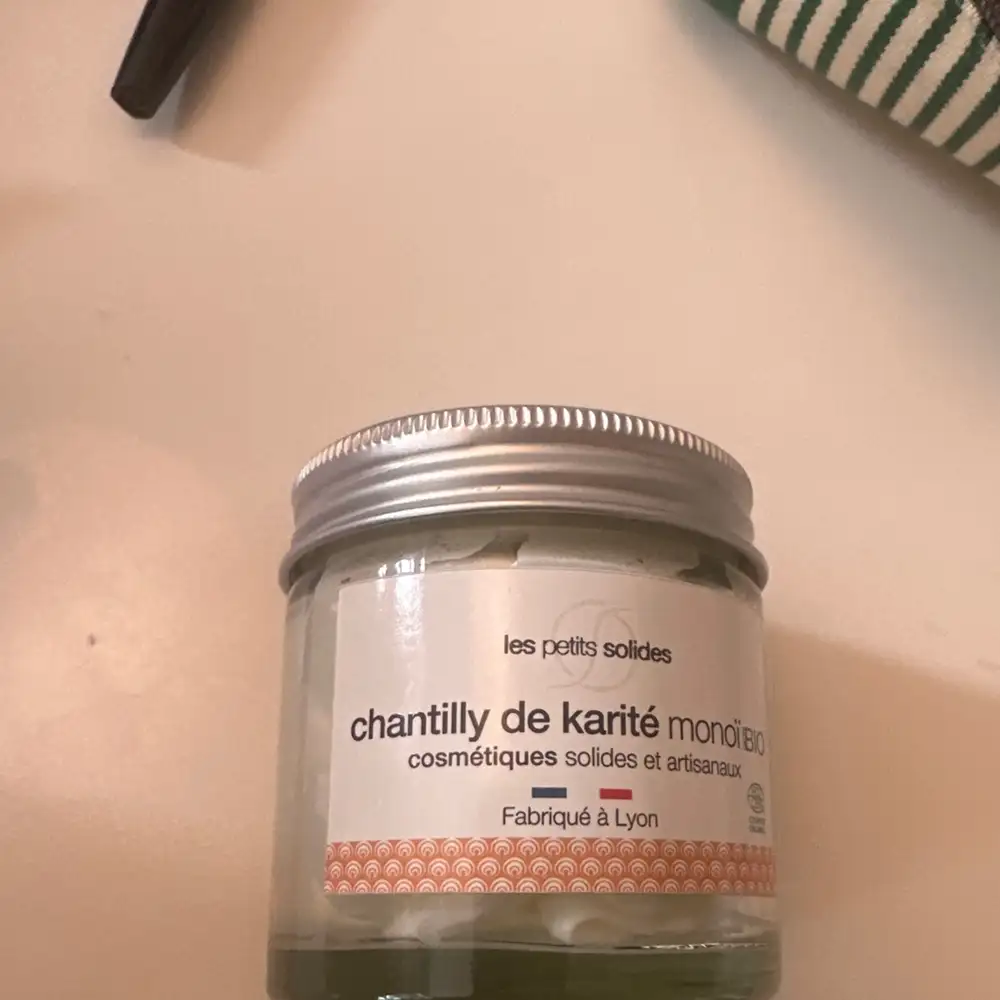 les petits solides
chantilly de karité monoï BIO
cosmétiques solides et artisanaux
Fabriqué à Lyon